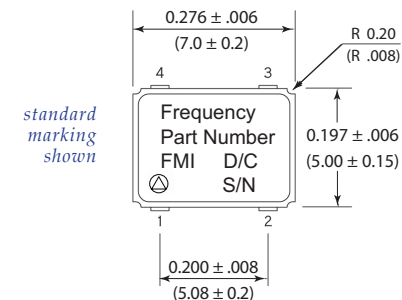 0.276 ± .006
(7.0 ± 0.2)
R 0.20
(R .008)
4
3
standard
marking
shown
Frequency
Part Number
FMI D/C
S/N
0.197 ± .006
(5.00 ± 0.15)
1
2
0.200 ± .008
(5.08 ± 0.2)